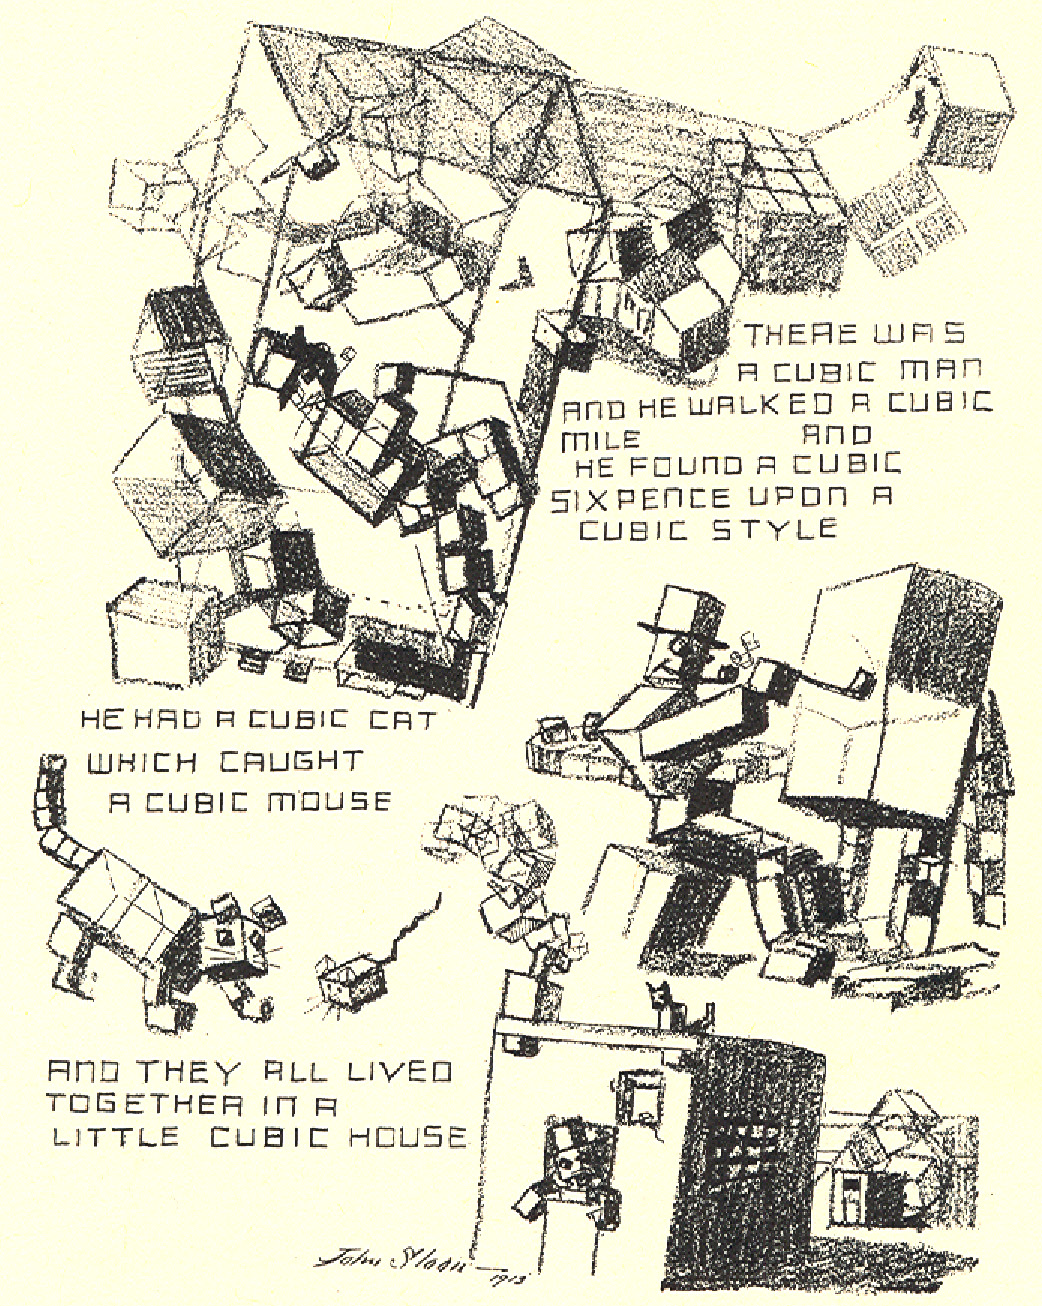 THERE WAS
A CUBIC MAN
AND HE WALKED A CUBIC
MILE AND
HE FOUND A CUBIC
SIXPENCE UPON A
CUBIC STYLE
HE HAD A CUBIC CAT
WHICH CAUGHT
A CUBIC MOUSE
AND THEY ALL LIVED
TOGETHER IN A
LITTLE CUBIC HOUSE
John Sloan — 1913